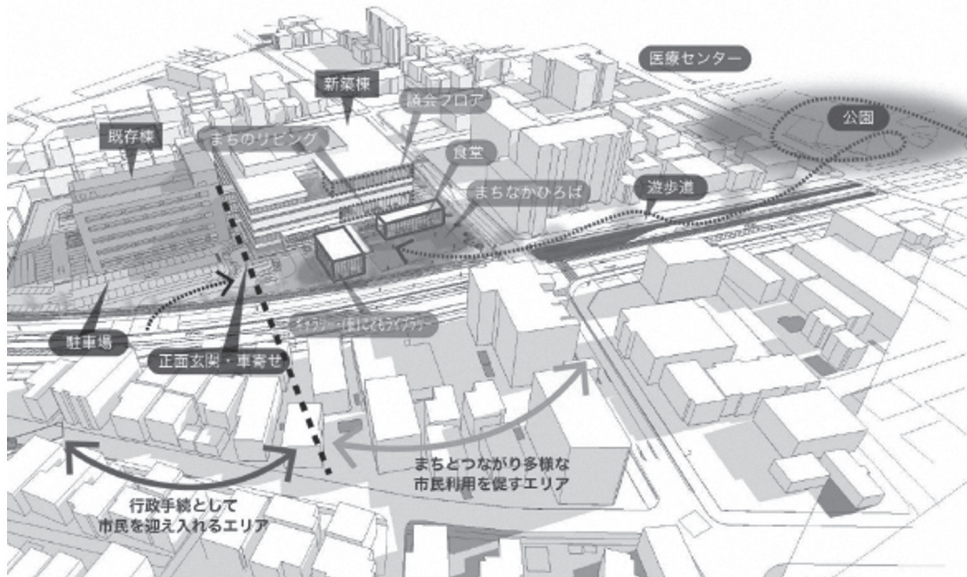 医療センター
新築棟
議会フロア
公園
既存棟
まちのリビング
食堂
まちなかひろば
遊歩道
駐車場
正面玄関・車寄せ
まちとつながり多様な
市民利用を促すエリア
行政手続として
市民を迎え入れるエリア